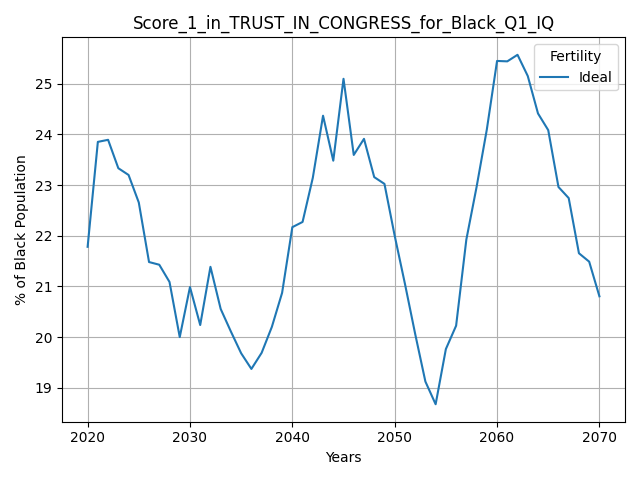 Score_1_in_TRUST_IN_CONGRESS_for_Black_Q1_IQ
Fertility
Ideal
% of Black Population
25
24
23
22
21
20
19
2020
2030
2040
2050
2060
2070
Years